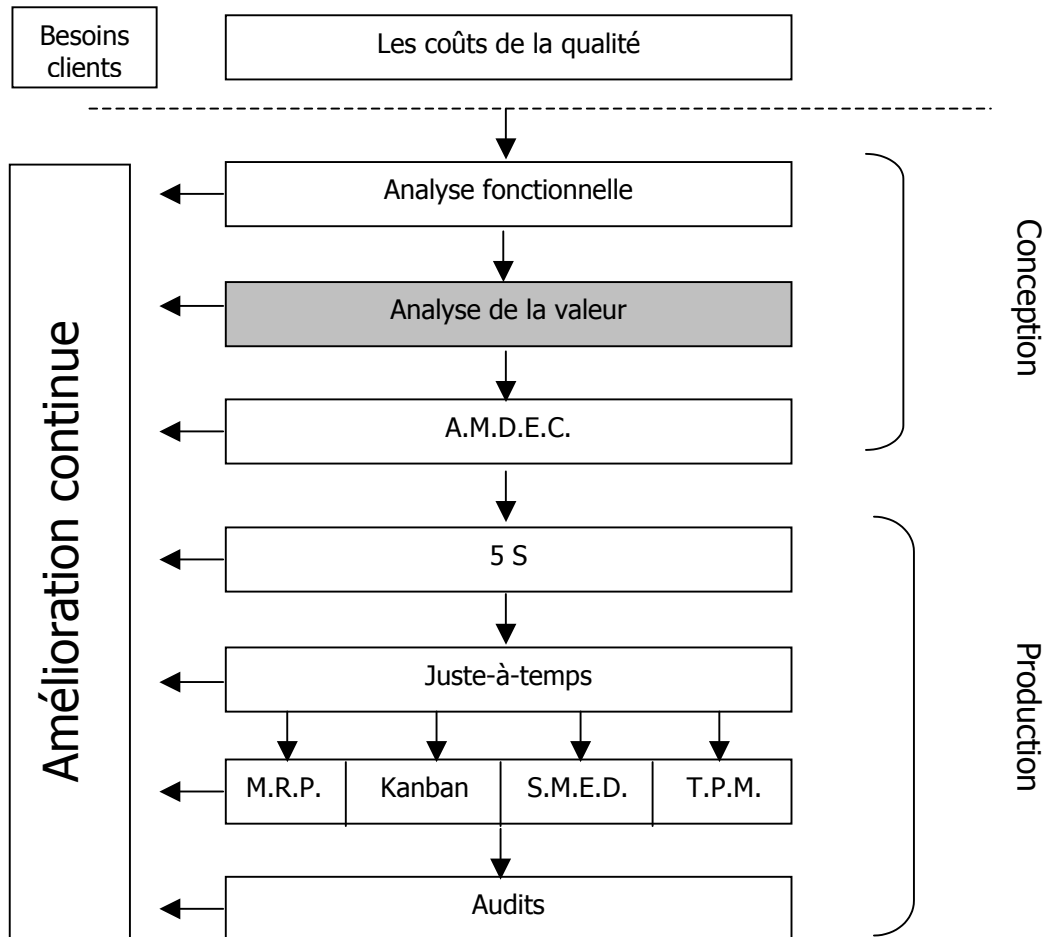 Besoins
clients
Les coûts de la qualité
Analyse fonctionnelle
Analyse de la valeur
A.M.D.E.C.
Conception
Amélioration continue
5 S
Juste-à-temps
M.R.P.
Kanban
S.M.E.D.
T.P.M.
Audits
Production